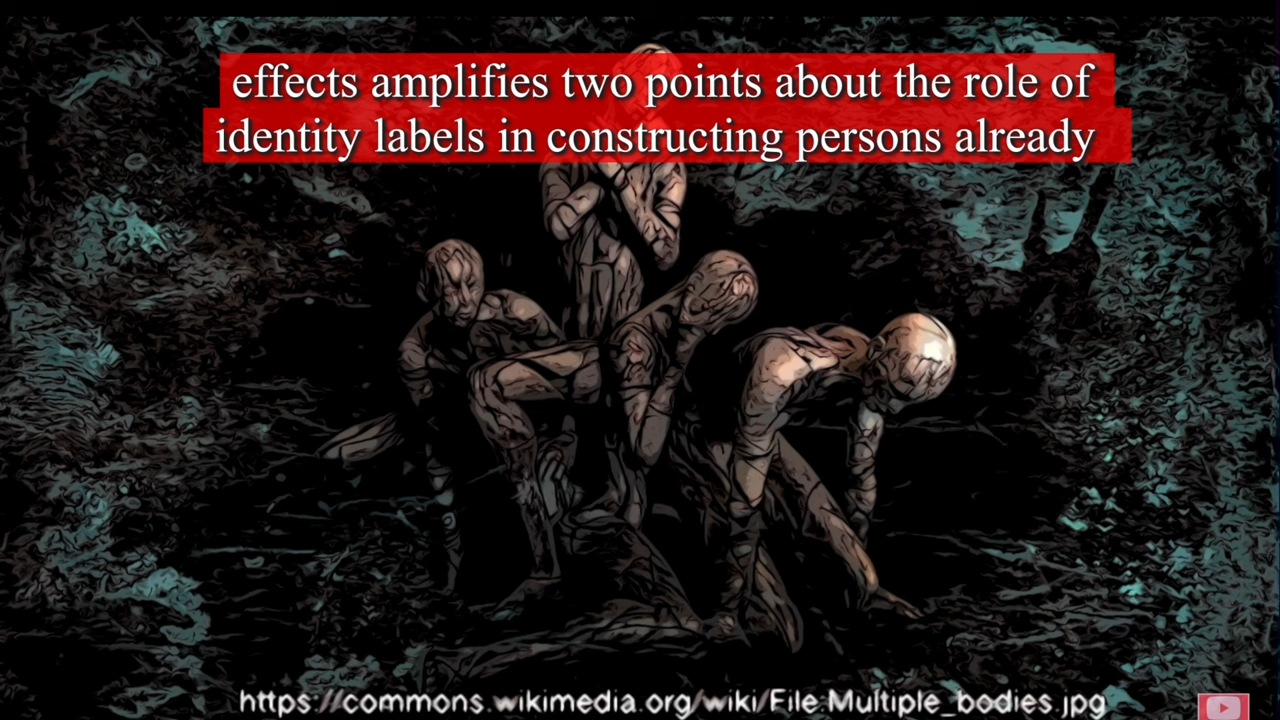 effects amplifies two points about the role of
identity labels in constructing persons already
https://commons.wikimedia.org/wiki/File:Multiple_bodies.jpg